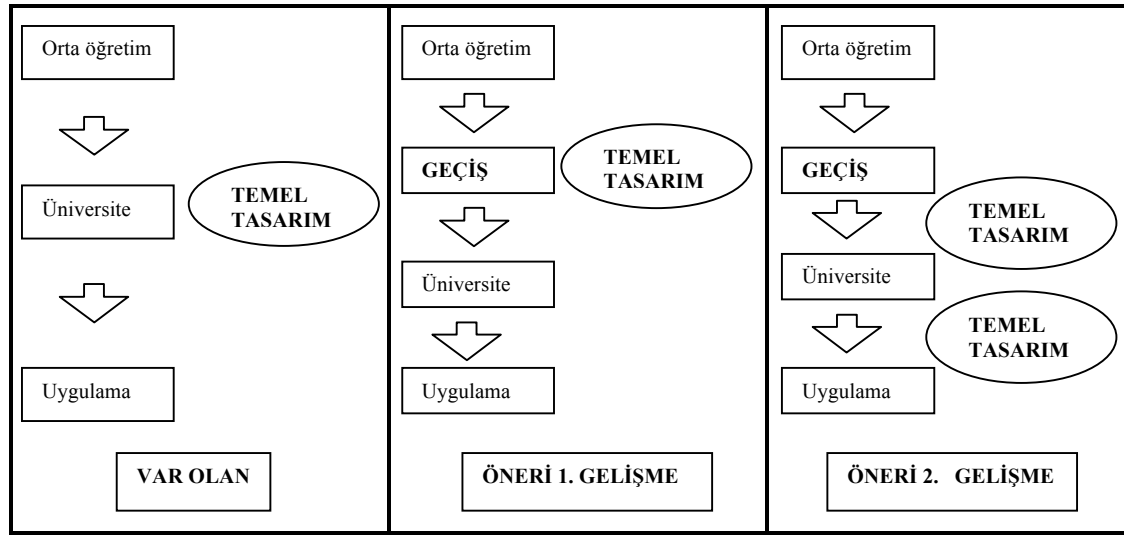 Orta öğretim
Üniversite
TEMEL
TASARIM
Uygulama
VAR OLAN
Orta öğretim
GEÇİŞ
TEMEL
TASARIM
Üniversite
Uygulama
ÖNERİ 1. GELİŞME
Orta öğretim
GEÇİŞ
TEMEL
TASARIM
Üniversite
TEMEL
TASARIM
Uygulama
ÖNERİ 2. GELİŞME